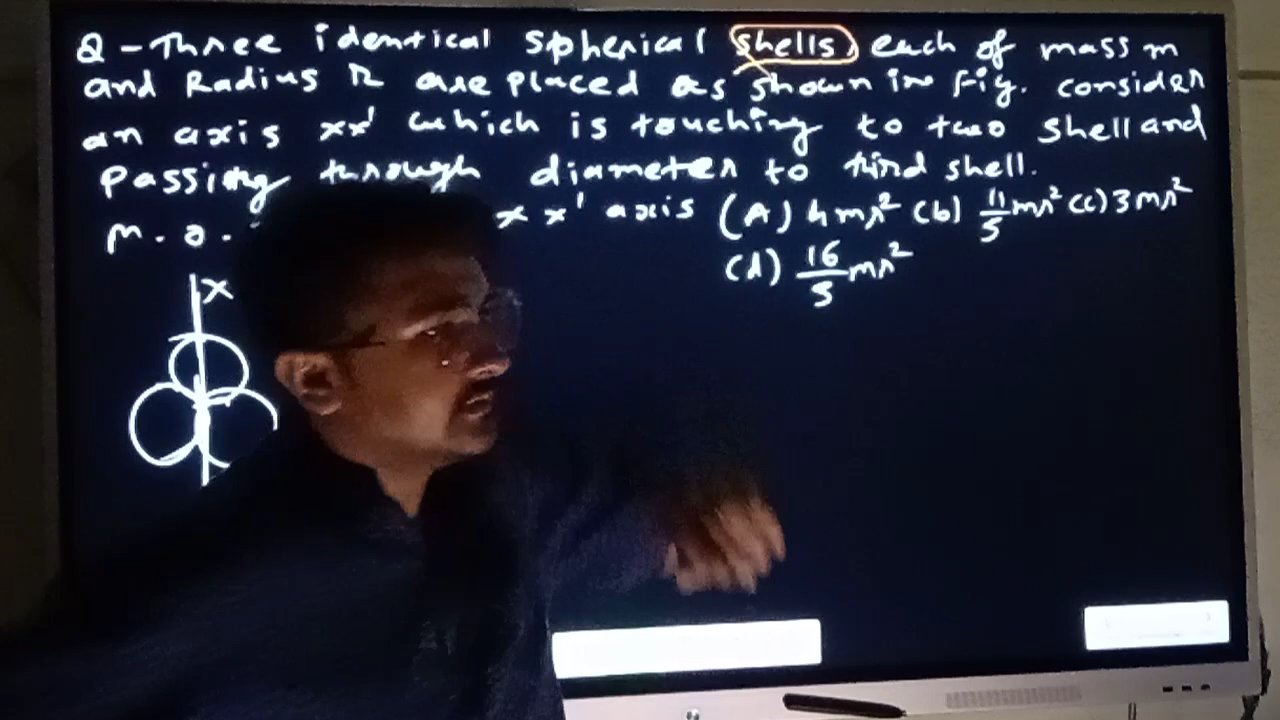 Q - Three identical spherical shells, each of mass m
and Radius r are placed as shown in Fig. consider
an axis xx' which is touching to two shell and
passing through diameter to third shell.
M.O. xx' axis (A) 4mr² (b) 11/5 mr² (c) 3mr²
(d) 16/5 mr²
x